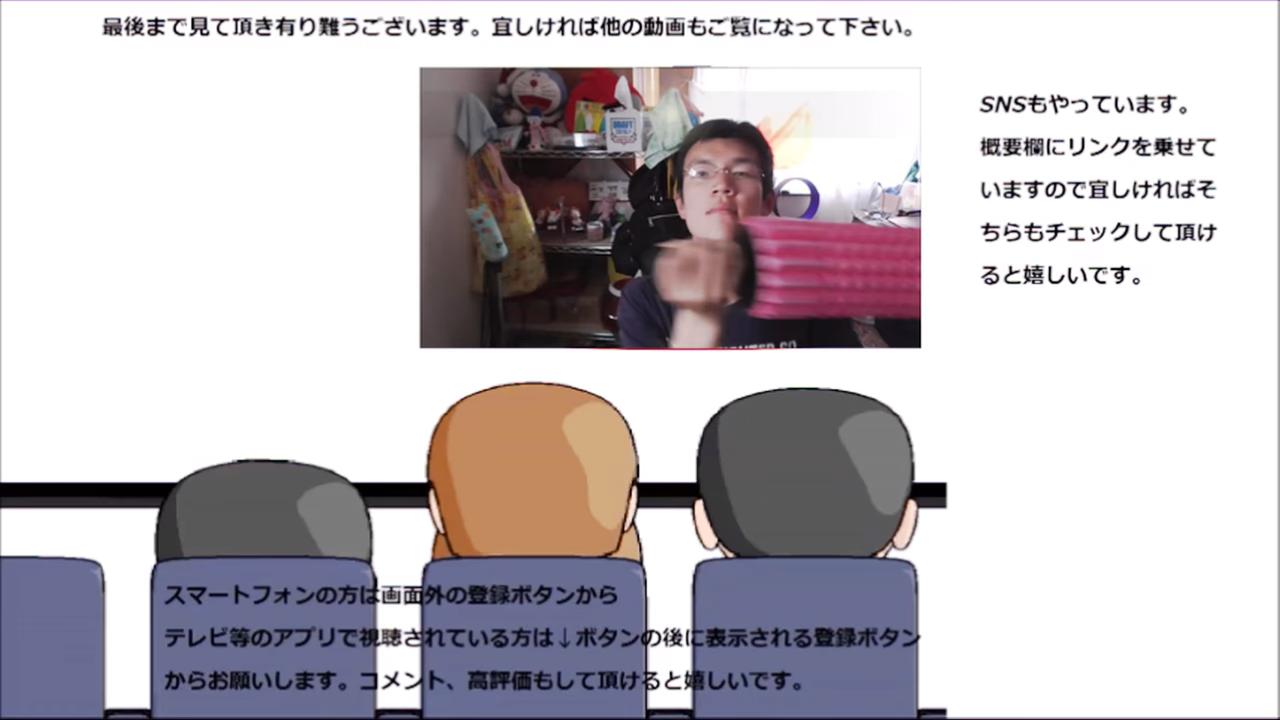 最後まで見て頂き有り難うございます。宜しければ他の動画もご覧になって下さい。
SNSもやっています。
概要欄にリンクを乗せて
いますので宜しければそ
ちらもチェックして頂け
ると嬉しいです。
スマートフォンの方は画面外の登録ボタンから
テレビ等のアプリで視聴されている方は↓ボタンの後に表示される登録ボタン
からお願いします。コメント、高評価もして頂けると嬉しいです。